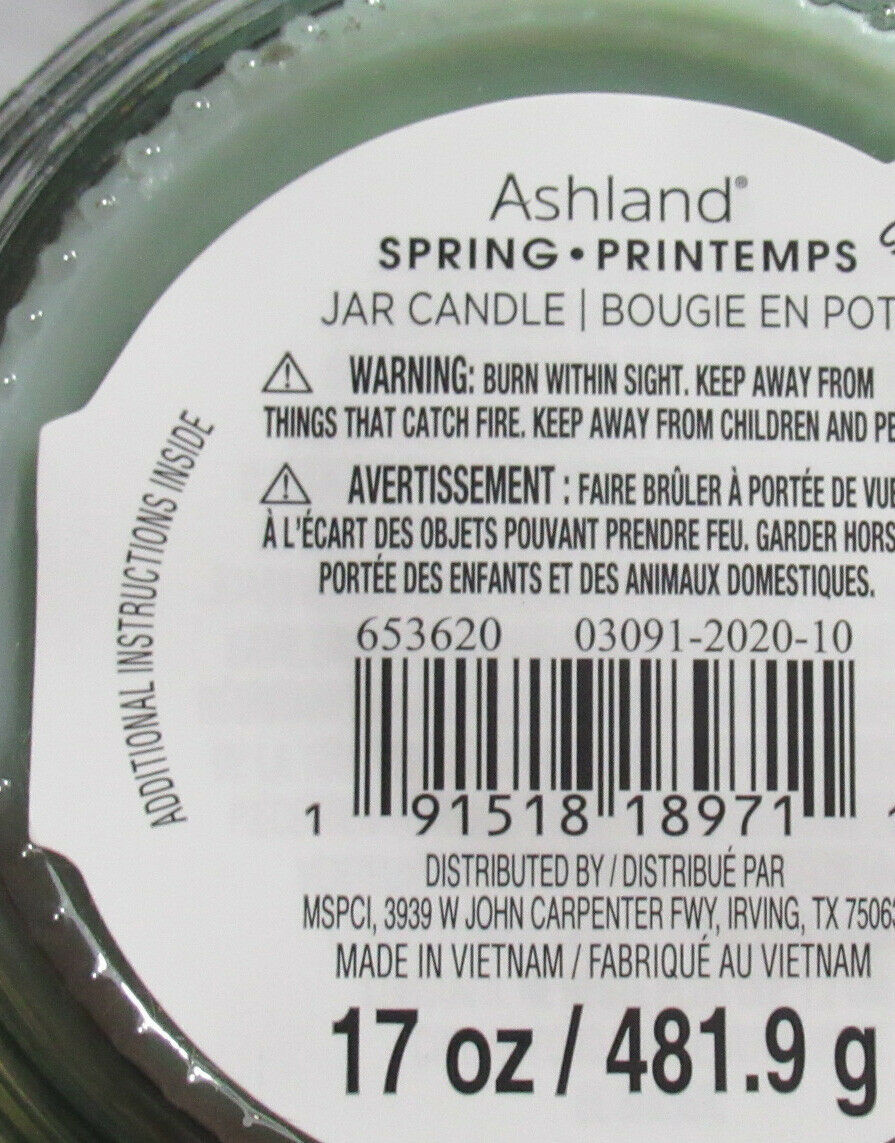 Ashland®
SPRING • PRINTEMPS
JAR CANDLE | BOUGIE EN POT
⚠ WARNING: BURN WITHIN SIGHT. KEEP AWAY FROM
THINGS THAT CATCH FIRE. KEEP AWAY FROM CHILDREN AND PE
⚠ AVERTISSEMENT : FAIRE BRÛLER À PORTÉE DE VUE
À L'ÉCART DES OBJETS POUVANT PRENDRE FEU. GARDER HORS
PORTÉE DES ENFANTS ET DES ANIMAUX DOMESTIQUES.
ADDITIONAL INSTRUCTIONS INSIDE
653620 03091-2020-10
1 91518 18971
DISTRIBUTED BY / DISTRIBUÉ PAR
MSPCI, 3939 W JOHN CARPENTER FWY, IRVING, TX 75063
MADE IN VIETNAM / FABRIQUÉ AU VIETNAM
17 oz / 481.9 g